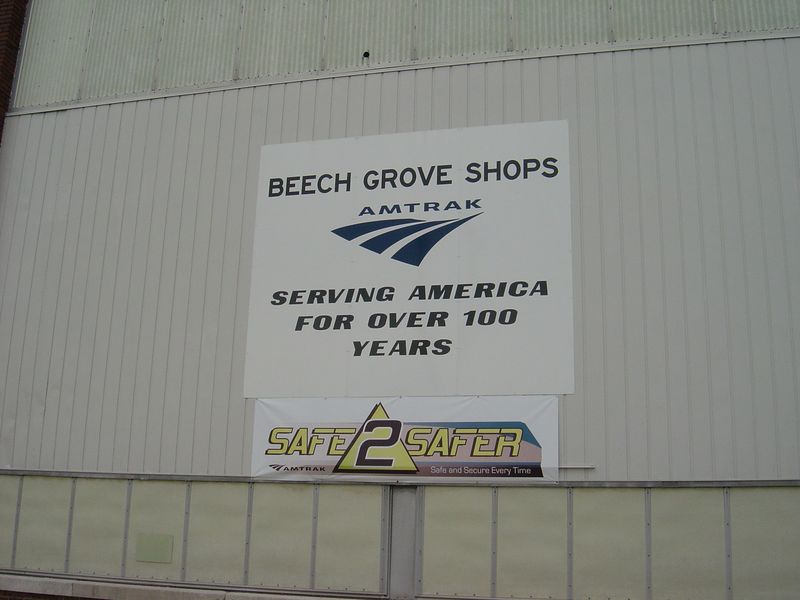 BEECH GROVE SHOPS
AMTRAK
SERVING AMERICA
FOR OVER 100
YEARS
SAFE 2 SAFER
AMTRAK Safe and Secure Every Time